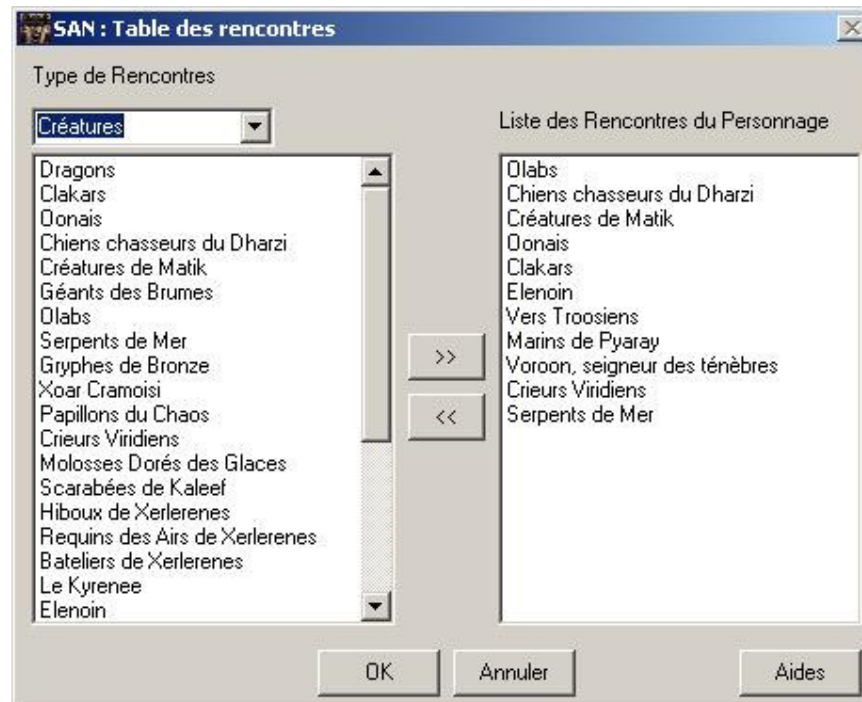 SAN : Table des rencontres
Type de Rencontres
Créatures
Dragons
Clakars
Oonais
Chiens chasseurs du Dharzi
Créatures de Matik
Géants des Brumes
Olabs
Serpents de Mer
Gryphes de Bronze
Xoar Cramoisi
Papillons du Chaos
Crieurs Viridiens
Molosses Dorés des Glaces
Scarabées de Kaleef
Hiboux de Xerlerenes
Requins des Airs de Xerlerenes
Bateliers de Xerlerenes
Le Kyrenee
Elenoin
>>
<<
Liste des Rencontres du Personnage
Olabs
Chiens chasseurs du Dharzi
Créatures de Matik
Oonais
Clakars
Elenoin
Vers Troosiens
Marins de Pyaray
Voroon, seigneur des ténèbres
Crieurs Viridiens
Serpents de Mer
OK
Annuler
Aides